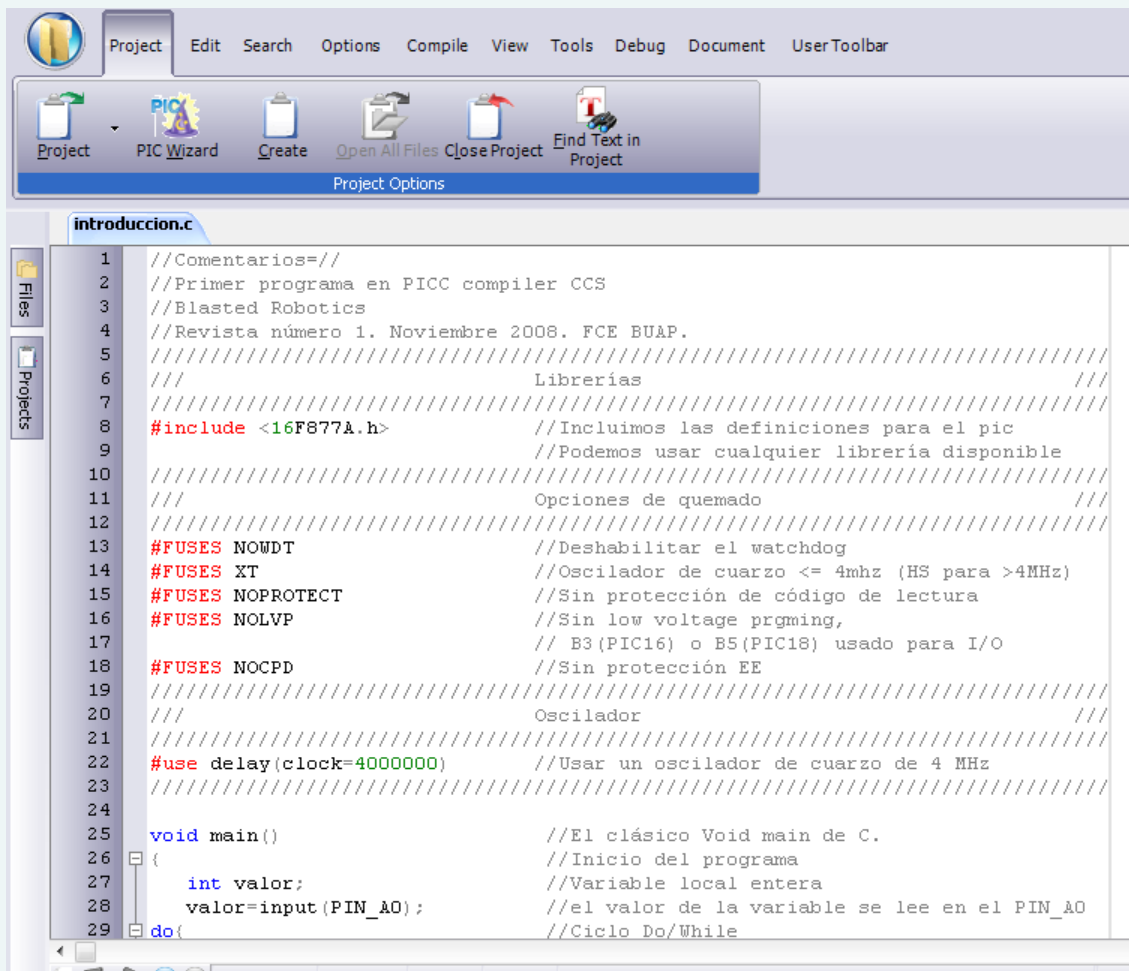 Project Edit Search Options Compile View Tools Debug Document User Toolbar
PIC
Project PIC Wizard Create Open All Files Close Project Find Text in
Project
Project Options
introduccion.c
Files
Projects
1 //Comentarios=//
2 //Primer programa en PICC compiler CCS
3 //Blasted Robotics
4 //Revista número 1. Noviembre 2008. FCE BUAP.
5 ////////////////////////////////////////////////////////////////////////////////
6 /// Librerías ///
7 ////////////////////////////////////////////////////////////////////////////////
8 #include <16F877A.h> //Incluimos las definiciones para el pic
9 //Podemos usar cualquier librería disponible
10 ////////////////////////////////////////////////////////////////////////////////
11 /// Opciones de quemado ///
12 ////////////////////////////////////////////////////////////////////////////////
13 #FUSES NOWDT //Deshabilitar el watchdog
14 #FUSES XT //Oscilador de cuarzo <= 4mhz (HS para >4MHz)
15 #FUSES NOPROTECT //Sin protección de código de lectura
16 #FUSES NOLVP //Sin low voltage prgming,
17 // B3(PIC16) o B5(PIC18) usado para I/O
18 #FUSES NOCPD //Sin protección EE
19 ////////////////////////////////////////////////////////////////////////////////
20 /// Oscilador ///
21 ////////////////////////////////////////////////////////////////////////////////
22 #use delay(clock=4000000) //Usar un oscilador de cuarzo de 4 MHz
23 ////////////////////////////////////////////////////////////////////////////////
24
25 void main() //El clásico Void main de C.
26 { //Inicio del programa
27 int valor; //Variable local entera
28 valor=input(PIN_A0); //el valor de la variable se lee en el PIN_A0
29 do{ //Ciclo Do/While